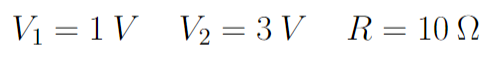 V₁ = 1 V V₂ = 3 V R = 10 Ω